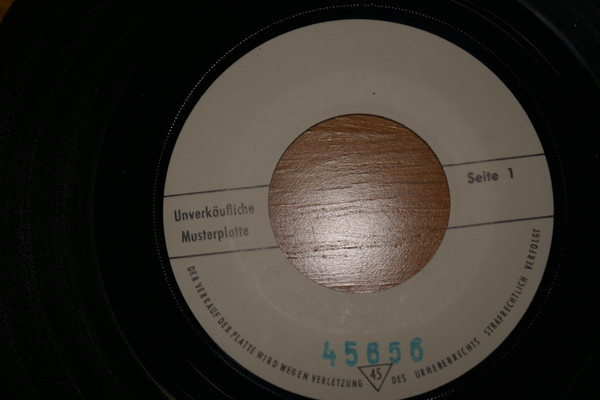 Unverkäufliche
Musterplatte
Seite 1
45656
45
DER VERKAUF DER PLATTE WIRD WEGEN VERLETZUNG DES URHEBERRECHTS STRAFRECHTLICH VERFOLGT